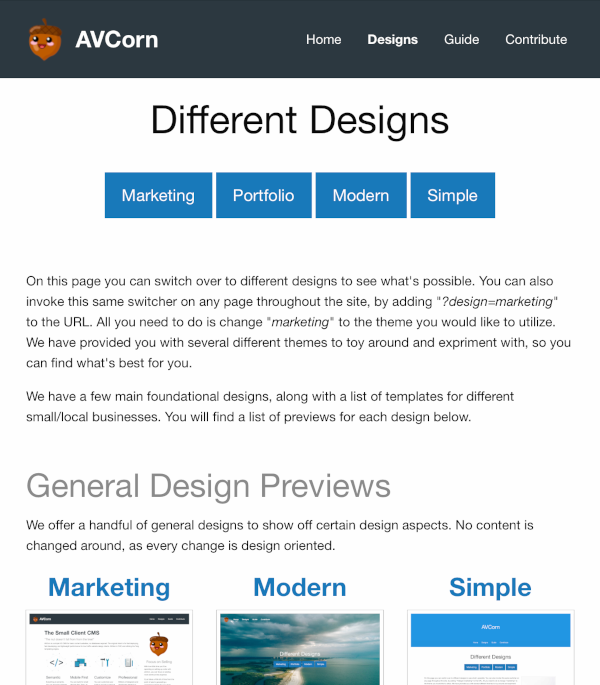 AVCorn
Home Designs Guide Contribute
Different Designs
Marketing Portfolio Modern Simple
On this page you can switch over to different designs to see what's possible. You can also
invoke this same switcher on any page throughout the site, by adding "?design=marketing"
to the URL. All you need to do is change "marketing" to the theme you would like to utilize.
We have provided you with several different themes to toy around and expriment with, so you
can find what's best for you.
We have a few main foundational designs, along with a list of templates for different
small/local businesses. You will find a list of previews for each design below.
General Design Previews
We offer a handful of general designs to show off certain design aspects. No content is
changed around, as every change is design oriented.
Marketing Modern Simple
AVCorn
The Small Client CMS
Different Designs
AVCorn
Different Designs